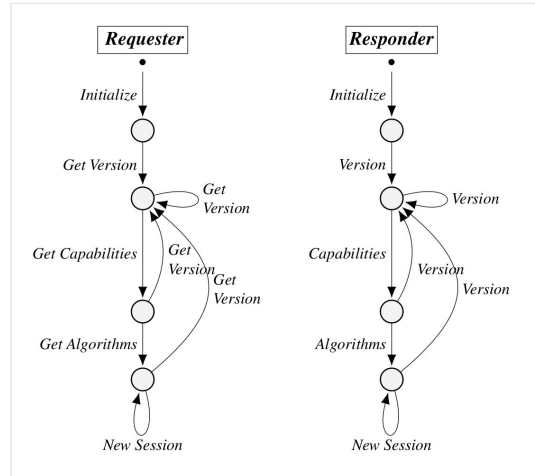 Requester
Initialize
Get Version
Get
Version
Get Capabilities
Get
Version
Get
Version
Get Algorithms
New Session
Responder
Initialize
Version
Version
Capabilities
Version
Version
Algorithms
New Session